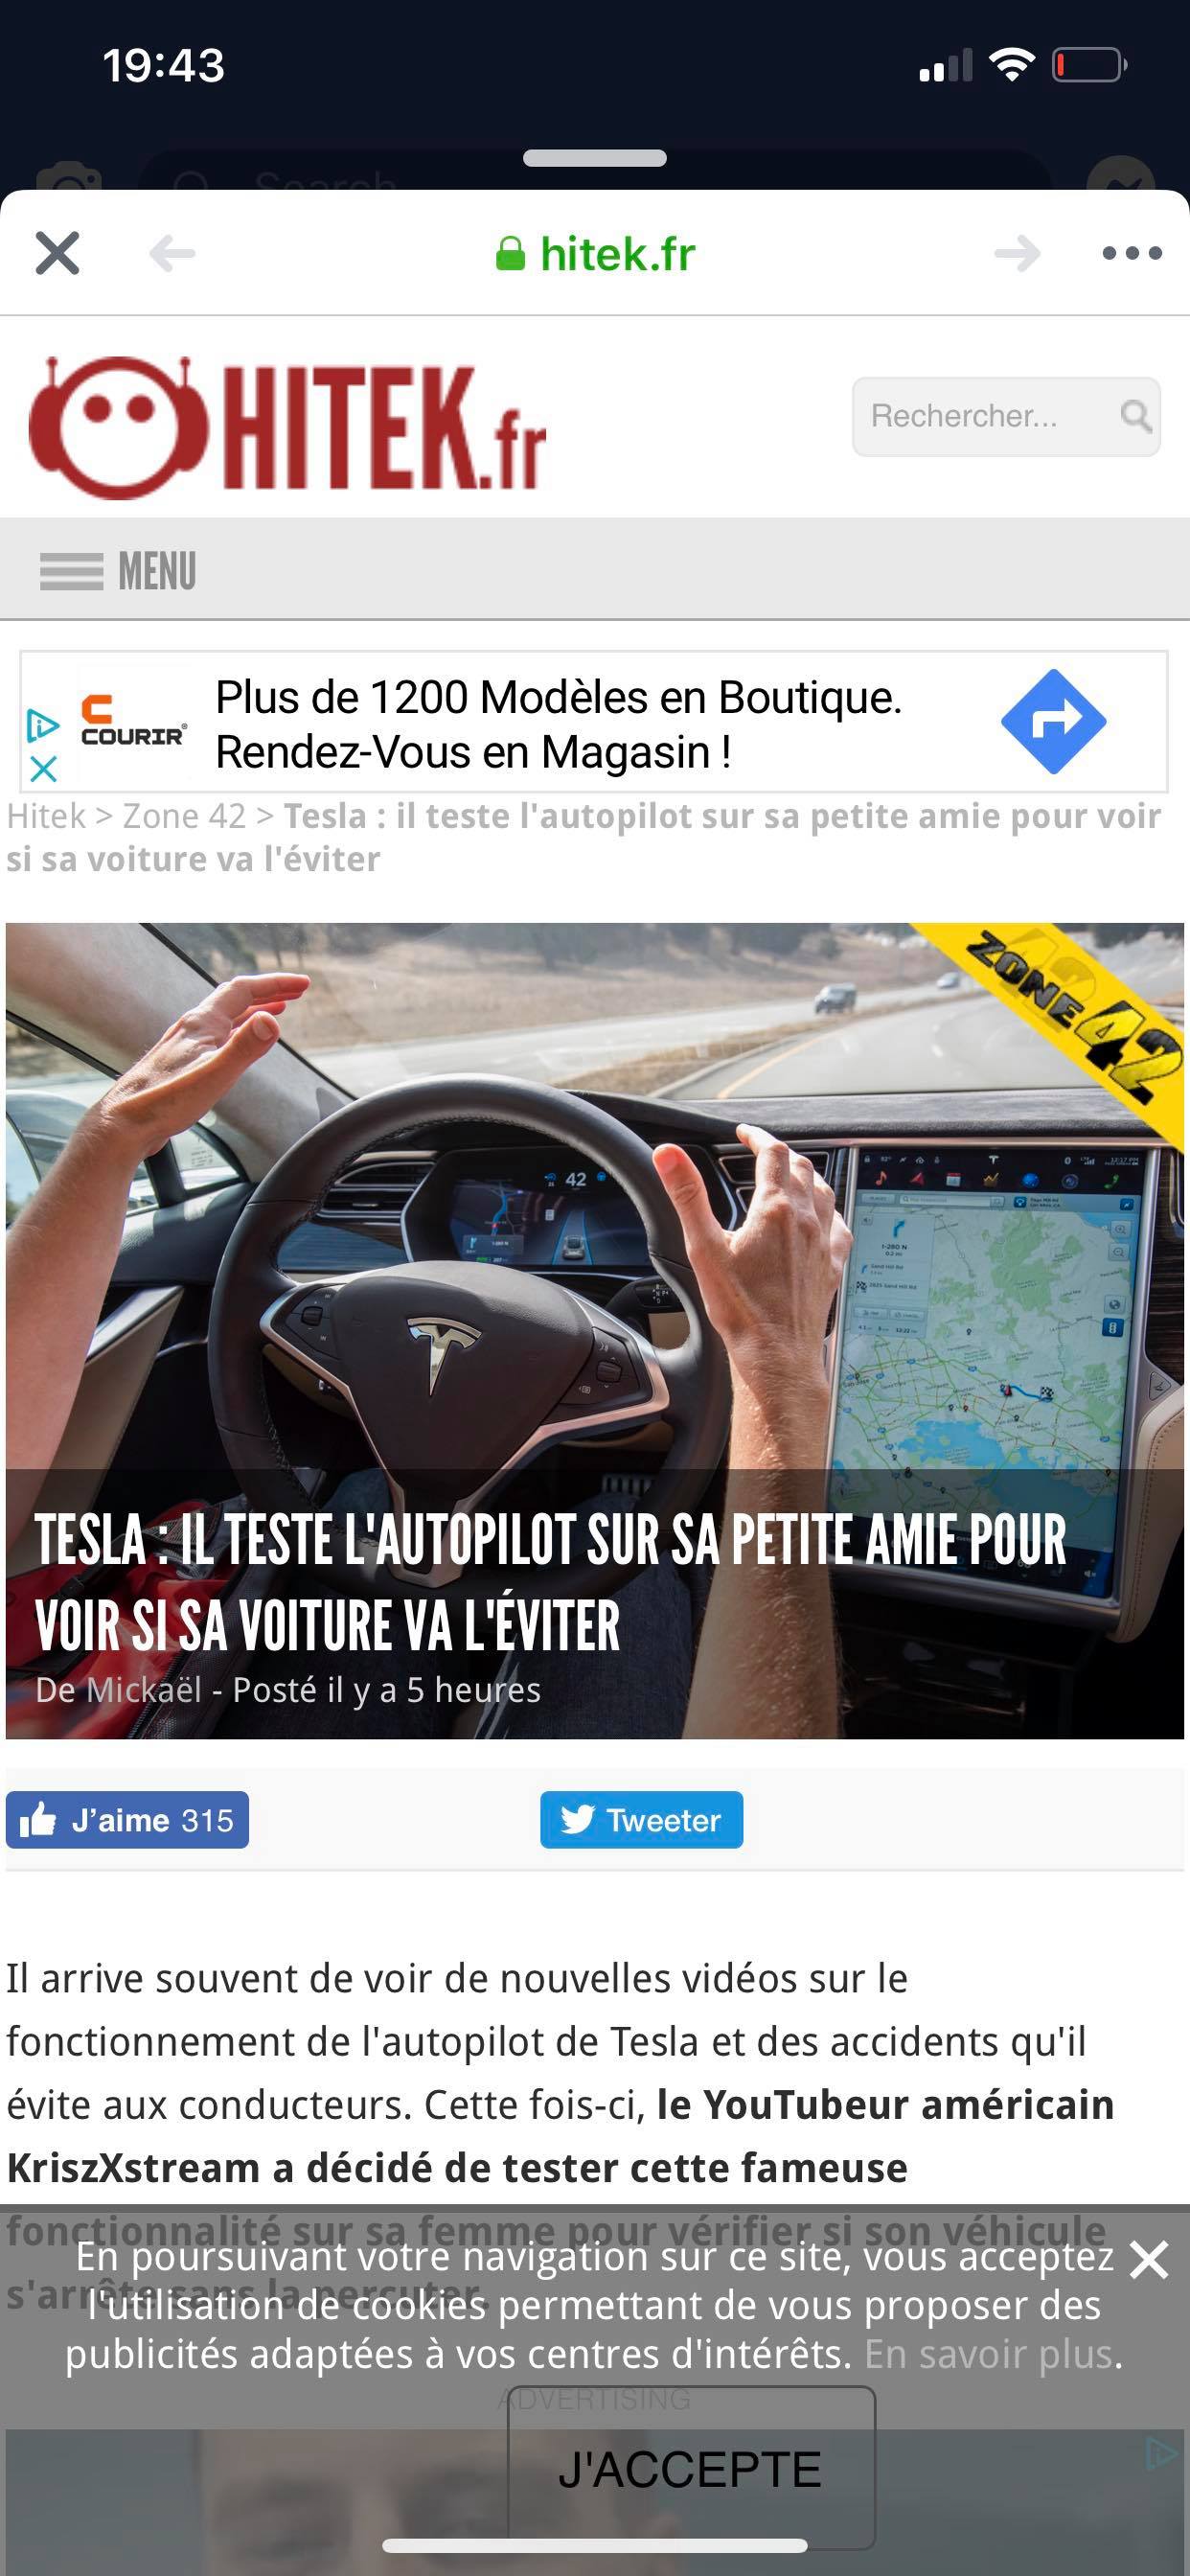 19:43
Search
hitek.fr
HITEK.fr
Rechercher...
MENU
COURIR
Plus de 1200 Modèles en Boutique.
Rendez-Vous en Magasin !
Hitek > Zone 42 > Tesla : il teste l'autopilot sur sa petite amie pour voir
si sa voiture va l'éviter
ZONE 42
42
TESLA : IL TESTE L'AUTOPILOT SUR SA PETITE AMIE POUR
VOIR SI SA VOITURE VA L'ÉVITER
De Mickaël - Posté il y a 5 heures
J'aime 315
Tweeter
Il arrive souvent de voir de nouvelles vidéos sur le
fonctionnement de l'autopilot de Tesla et des accidents qu'il
évite aux conducteurs. Cette fois-ci, le YouTubeur américain
KriszXstream a décidé de tester cette fameuse
fonctionnalité sur sa femme pour vérifier si son véhicule
s'arrête sans la percuter.
En poursuivant votre navigation sur ce site, vous acceptez
l'utilisation de cookies permettant de vous proposer des
publicités adaptées à vos centres d'intérêts. En savoir plus.
ADVERTISING
J'ACCEPTE